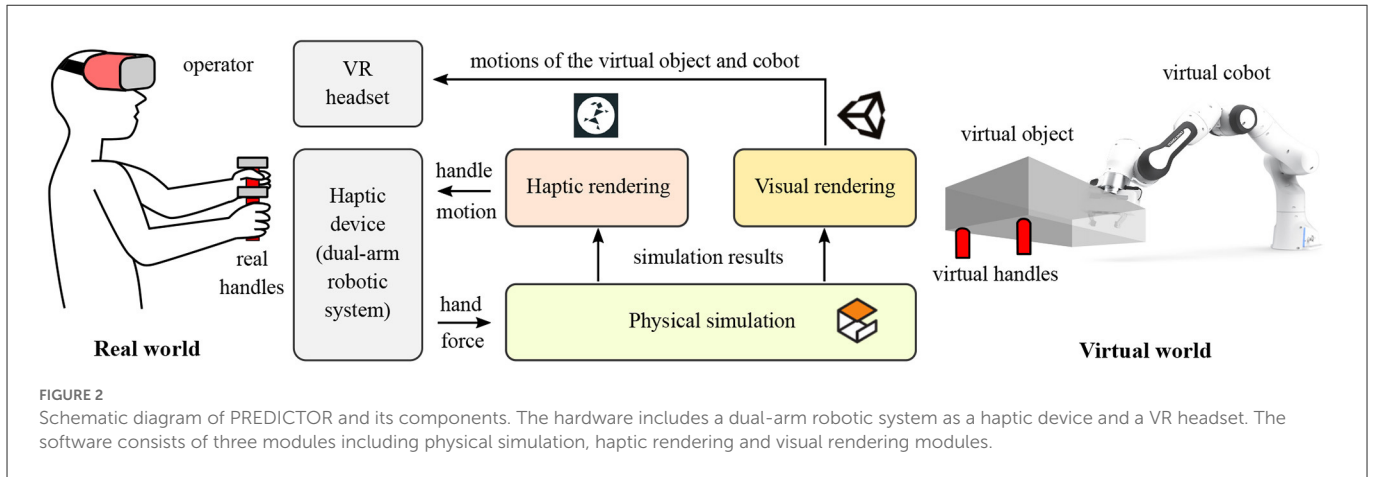 operator
VR
headset
motions of the virtual object and cobot
virtual cobot
virtual object
Haptic
device
(dual-arm
robotic
system)
handle
motion
Haptic rendering
Visual rendering
real
handles
simulation results
virtual handles
hand
force
Physical simulation
Real world
Virtual world
FIGURE 2
Schematic diagram of PREDICTOR and its components. The hardware includes a dual-arm robotic system as a haptic device and a VR headset. The
software consists of three modules including physical simulation, haptic rendering and visual rendering modules.